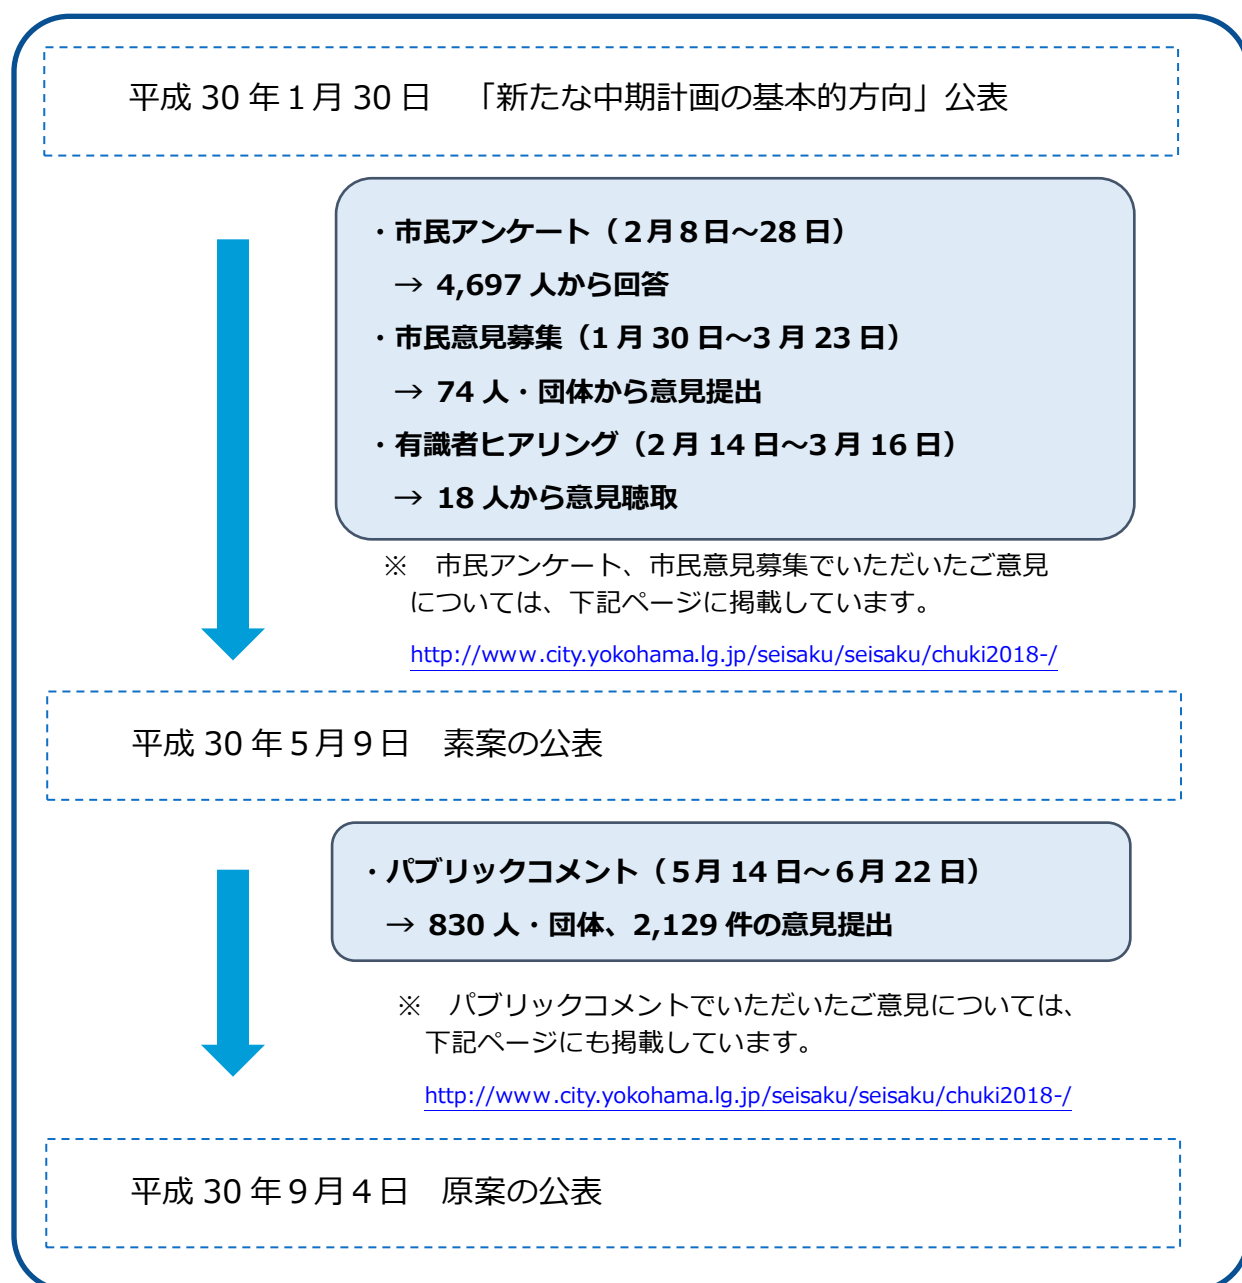 平成 30 年１月 30 日　「新たな中期計画の基本的方向」公表
・市民アンケート（２月８日～28 日）
→ 4,697 人から回答
・市民意見募集（1 月 30 日～3 月 23 日）
→ 74 人・団体から意見提出
・有識者ヒアリング（2 月 14 日～3 月 16 日）
→ 18 人から意見聴取
※　市民アンケート、市民意見募集でいただいたご意見
については、下記ページに掲載しています。
http://www.city.yokohama.lg.jp/seisaku/seisaku/chuki2018-/
平成 30 年５月９日　素案の公表
・パブリックコメント（５月 14 日～６月 22 日）
→ 830 人・団体、2,129 件の意見提出
※　パブリックコメントでいただいたご意見については、
下記ページにも掲載しています。
http://www.city.yokohama.lg.jp/seisaku/seisaku/chuki2018-/
平成 30 年９月４日　原案の公表